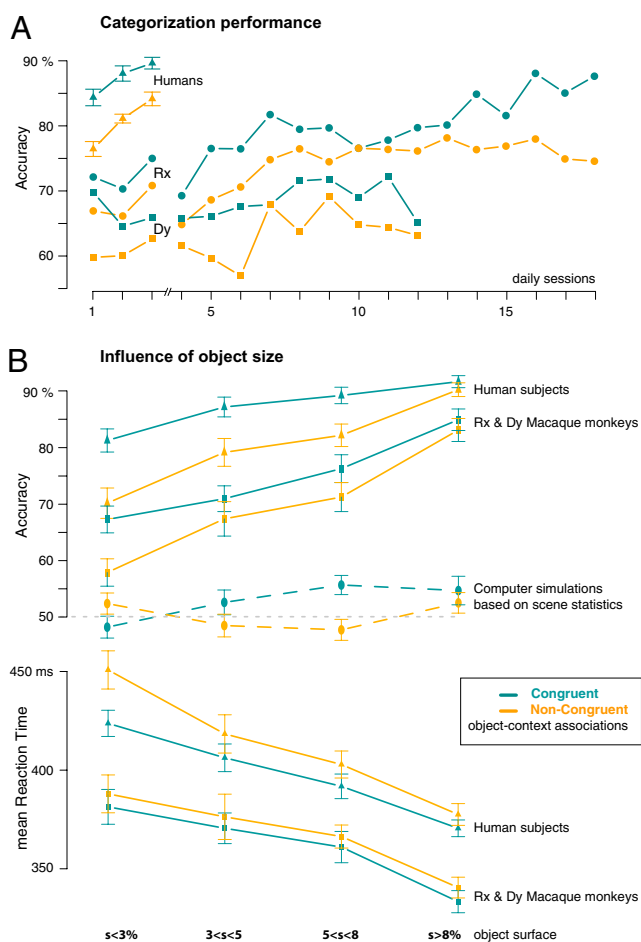 A Categorization performance
90 %
80
70
60
Accuracy
Humans
Rx
Dy
daily sessions
1
5
10
15
B Influence of object size
90 %
80
70
60
50
Accuracy
Human subjects
Rx & Dy Macaque monkeys
Computer simulations
based on scene statistics
450 ms
400
350
mean Reaction Time
Congruent
Non-Congruent
object-context associations
Human subjects
Rx & Dy Macaque monkeys
s<3% 3<s<5 5<s<8 s>8% object surface